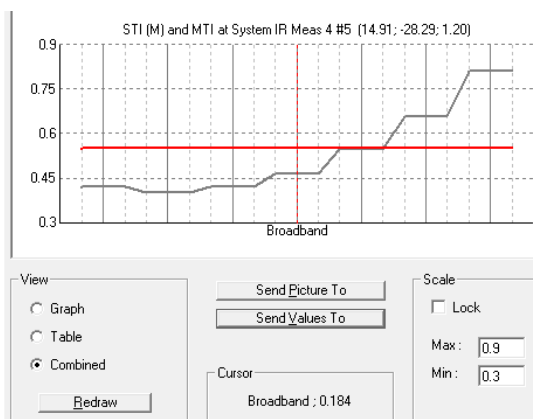 STI (M) and MTI at System IR Meas 4 #5 (14.91; -28.29; 1.20)
0.9
0.75
0.6
0.45
0.3
Broadband
View
Graph
Table
Combined
Redraw
Send Picture To
Send Values To
Cursor
Broadband ; 0.184
Scale
Lock
Max : 0.9
Min : 0.3